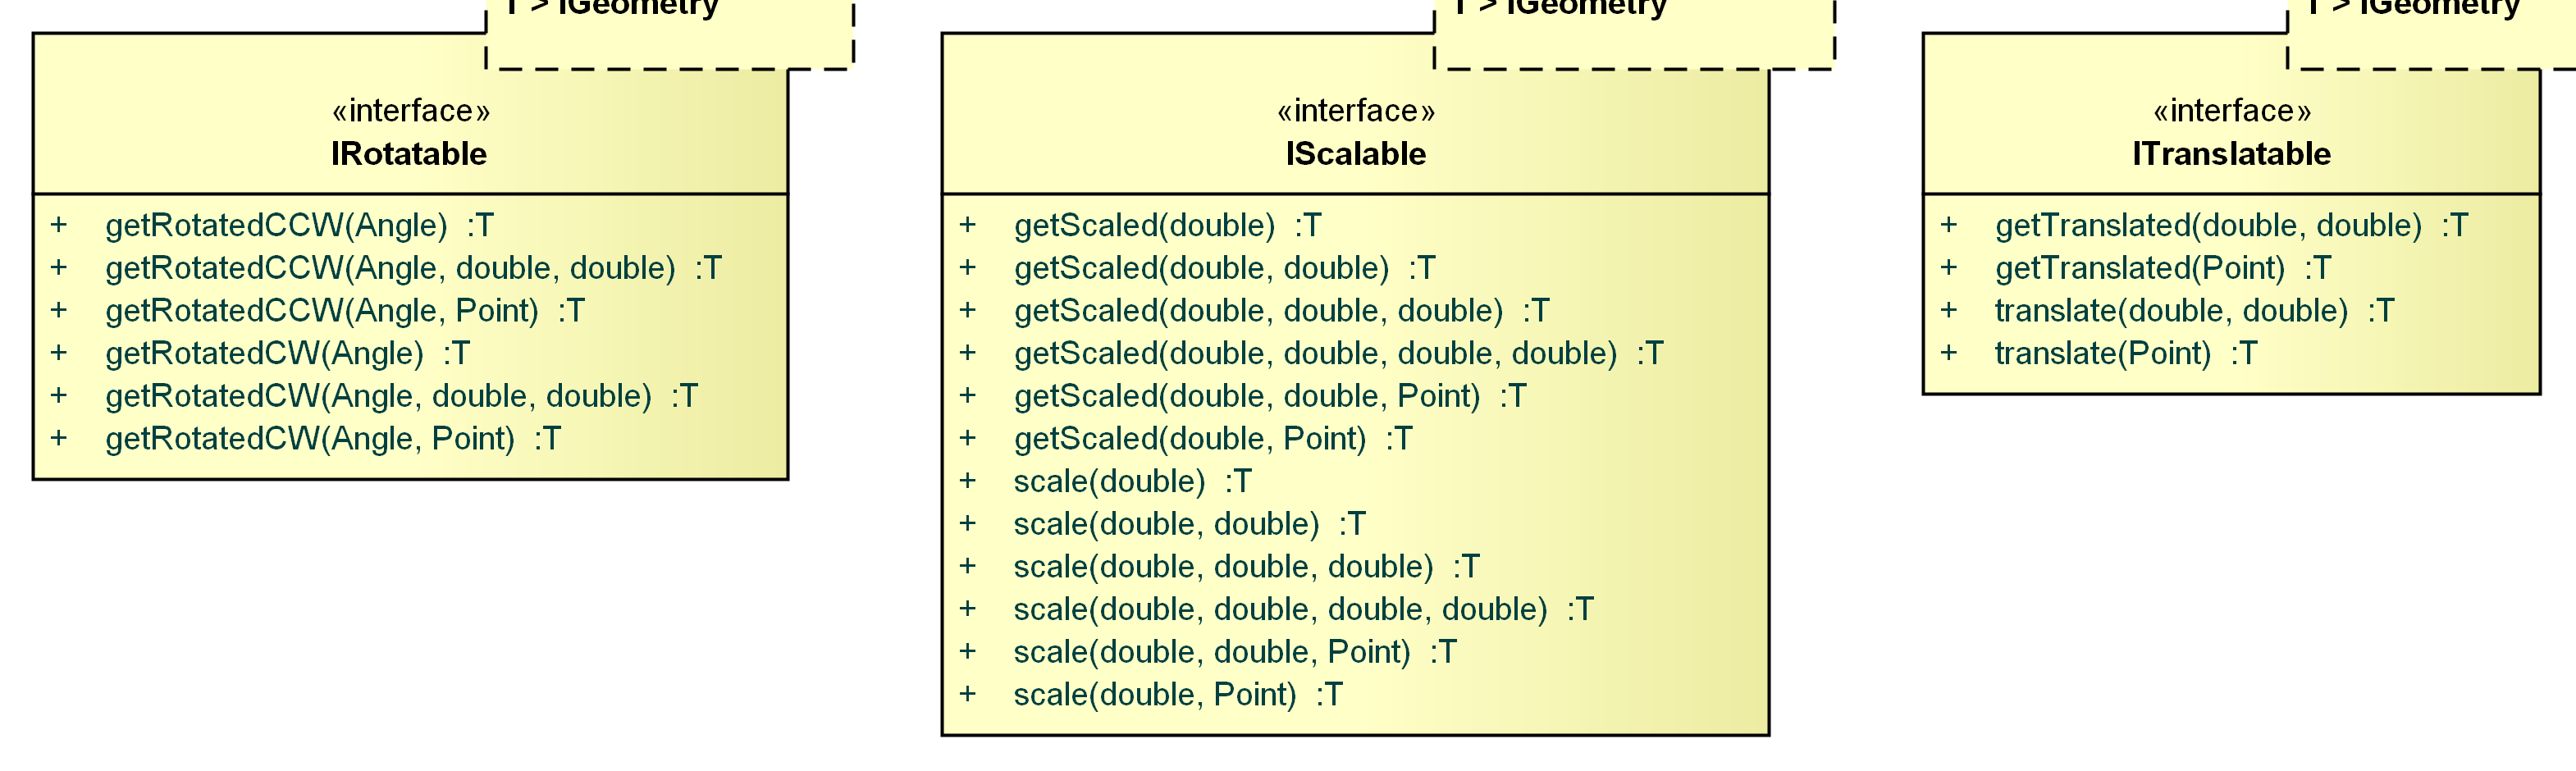 T > IGeometry
«interface»
IRotatable
+ getRotatedCCW(Angle) :T
+ getRotatedCCW(Angle, double, double) :T
+ getRotatedCCW(Angle, Point) :T
+ getRotatedCW(Angle) :T
+ getRotatedCW(Angle, double, double) :T
+ getRotatedCW(Angle, Point) :T
T > IGeometry
«interface»
IScalable
+ getScaled(double) :T
+ getScaled(double, double) :T
+ getScaled(double, double, double) :T
+ getScaled(double, double, double, double) :T
+ getScaled(double, double, Point) :T
+ getScaled(double, Point) :T
+ scale(double) :T
+ scale(double, double) :T
+ scale(double, double, double) :T
+ scale(double, double, double, double) :T
+ scale(double, double, Point) :T
+ scale(double, Point) :T
T > IGeometry
«interface»
ITranslatable
+ getTranslated(double, double) :T
+ getTranslated(Point) :T
+ translate(double, double) :T
+ translate(Point) :T